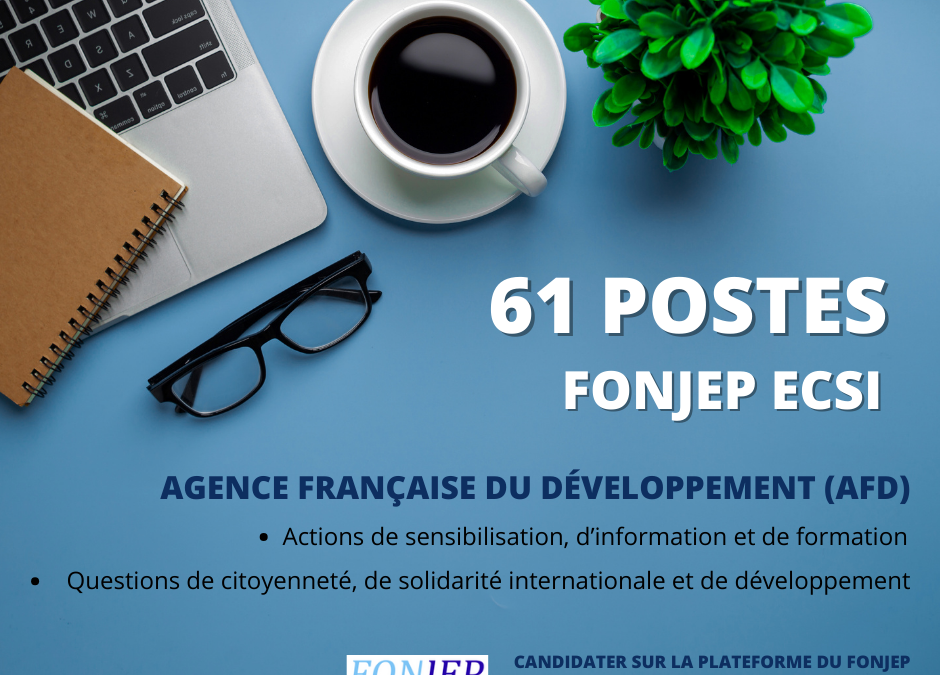 61 POSTES
FONJEP ECSI
AGENCE FRANÇAISE DU DÉVELOPPEMENT (AFD)
• Actions de sensibilisation, d’information et de formation
• Questions de citoyenneté, de solidarité internationale et de développement
FONJEP
CANDIDATER SUR LA PLATEFORME DU FONJEP